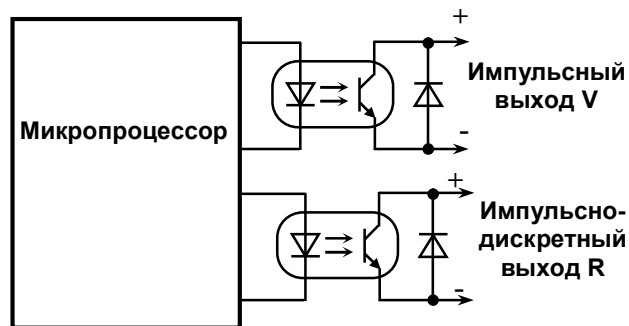 Микропроцессор
+
Импульсный
выход V
-
+
Импульсно-
дискретный
выход R
-